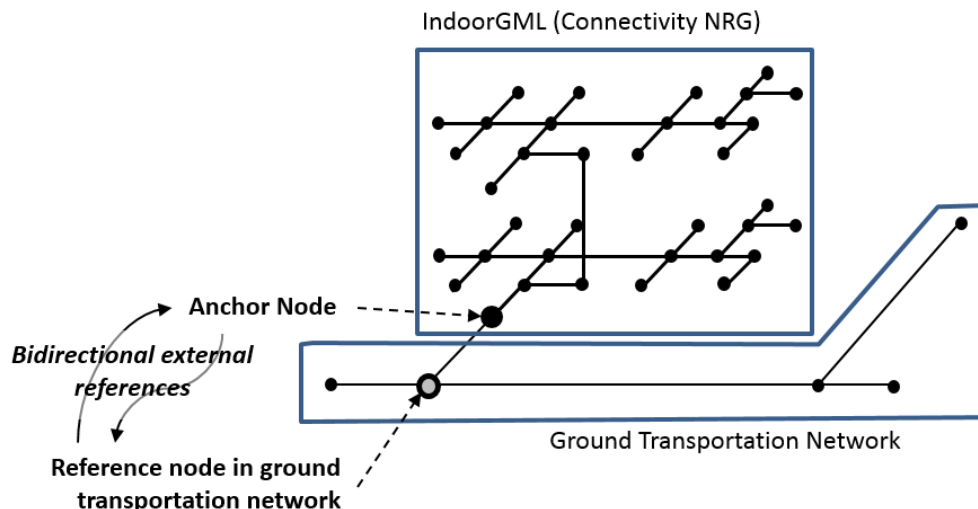 IndoorGML (Connectivity NRG)
Anchor Node
Bidirectional external
references
Ground Transportation Network
Reference node in ground
transportation network